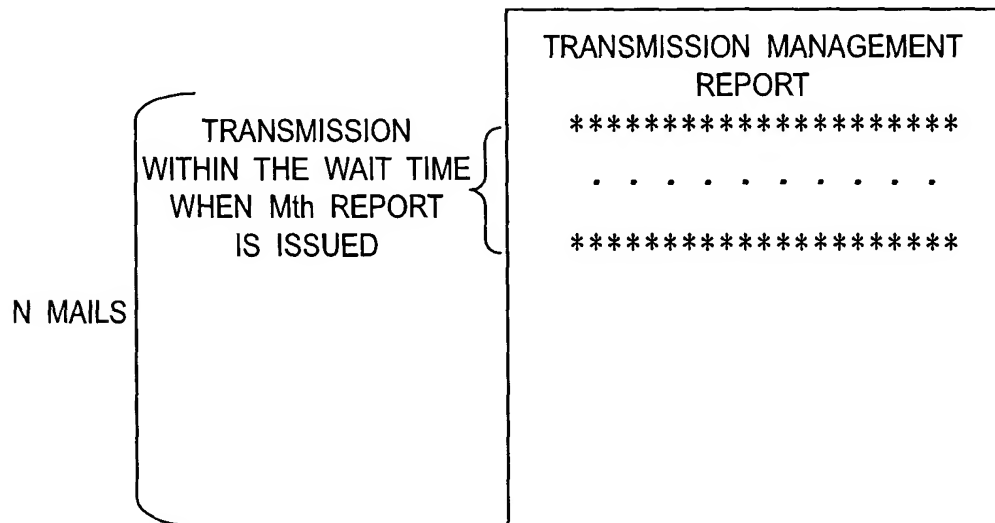 TRANSMISSION MANAGEMENT
REPORT
*********************
. . . . . . . . . .
*********************
TRANSMISSION
WITHIN THE WAIT TIME
WHEN Mth REPORT
IS ISSUED
N MAILS